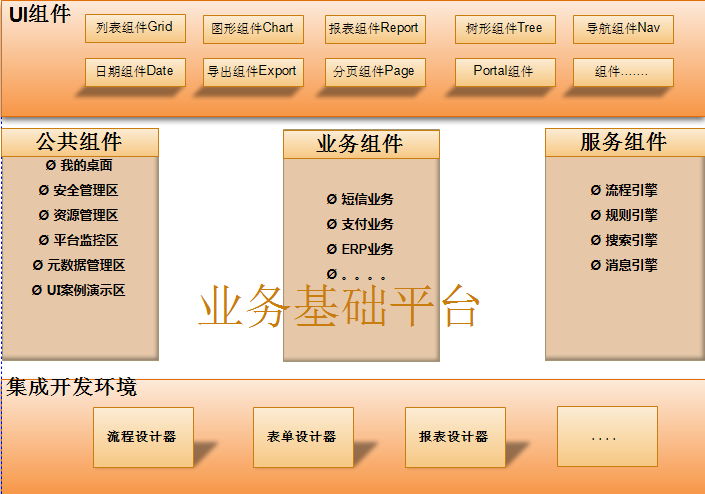 UI组件
列表组件Grid
图形组件Chart
报表组件Report
树形组件Tree
导航组件Nav
日期组件Date
导出组件Export
分页组件Page
Portal组件
组件.......
公共组件
Ø 我的桌面
Ø 安全管理区
Ø 资源管理区
Ø 平台监控区
Ø 元数据管理区
Ø UI案例演示区
业务组件
Ø 短信业务
Ø 支付业务
Ø ERP业务
Ø 。。。。
服务组件
Ø 流程引擎
Ø 规则引擎
Ø 搜索引擎
Ø 消息引擎
业务基础平台
集成开发环境
流程设计器
表单设计器
报表设计器
....